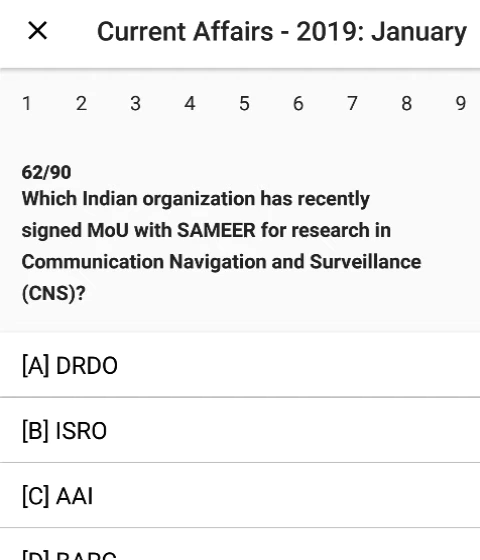 × Current Affairs - 2019: January
1 2 3 4 5 6 7 8 9
62/90
Which Indian organization has recently
signed MoU with SAMEER for research in
Communication Navigation and Surveillance
(CNS)?
[A] DRDO
[B] ISRO
[C] AAI
[D] BARC